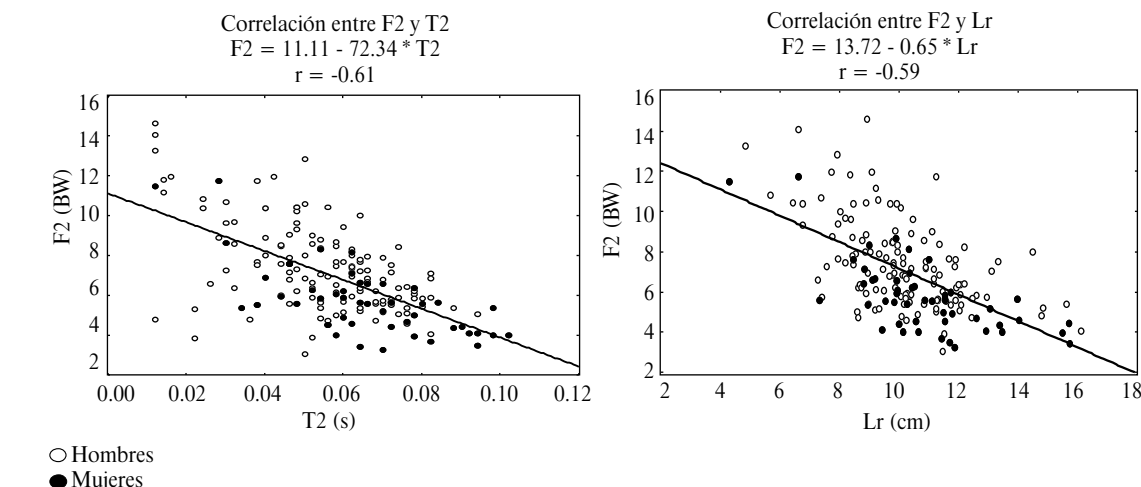 Correlación entre F2 y T2
F2 = 11.11 - 72.34 * T2
r = -0.61
16
14
12
10
8
6
4
2
F2 (BW)
0.00 0.02 0.04 0.06 0.08 0.10 0.12
T2 (s)
Correlación entre F2 y Lr
F2 = 13.72 - 0.65 * Lr
r = -0.59
16
14
12
10
8
6
4
2
F2 (BW)
2 4 6 8 10 12 14 16 18
Lr (cm)
Hombres
Mujeres